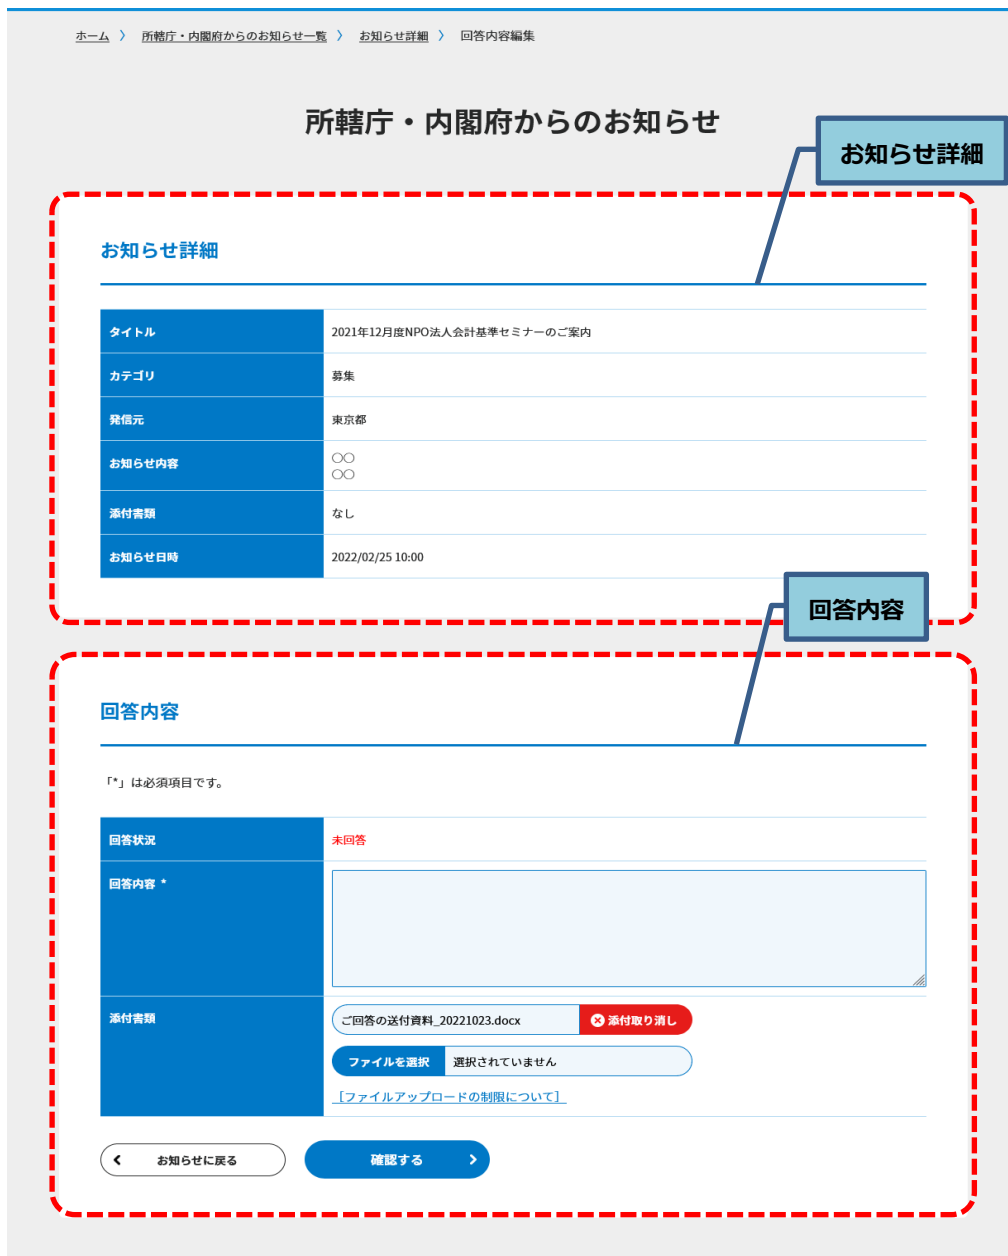 ホーム 〉 所轄庁・内閣府からのお知らせ一覧 〉 お知らせ詳細 〉 回答内容編集
所轄庁・内閣府からのお知らせ
お知らせ詳細
お知らせ詳細
タイトル 2021年12月度NPO法人会計基準セミナーのご案内
カテゴリ 募集
発信元 東京都
お知らせ内容 〇〇
〇〇
添付書類 なし
お知らせ日時 2022/02/25 10:00
回答内容
回答内容
「*」は必須項目です。
回答状況 未回答
回答内容 *
添付書類 ご回答の送付資料_20221023.docx 添付取り消し
ファイルを選択 選択されていません
［ファイルアップロードの制限について］
お知らせに戻る 確認する